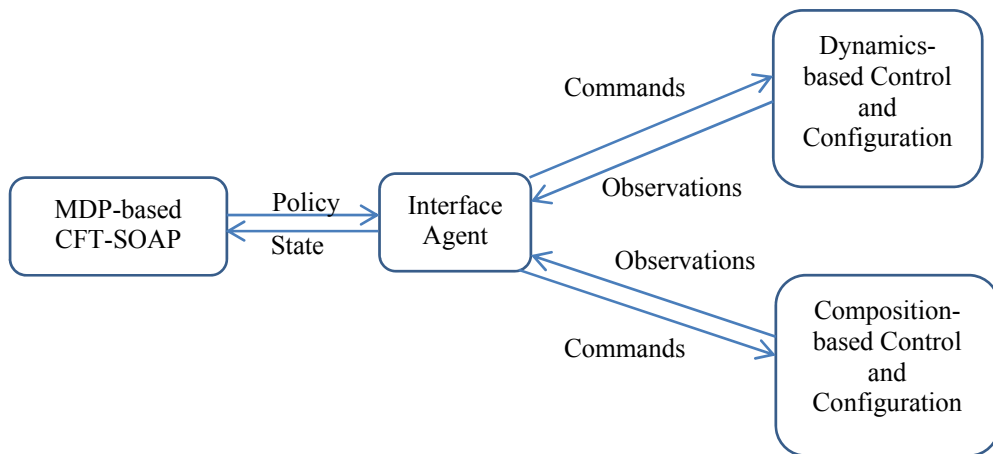 MDP-based
CFT-SOAP
Policy
State
Interface
Agent
Commands
Observations
Dynamics-
based Control
and
Configuration
Observations
Commands
Composition-
based Control
and
Configuration